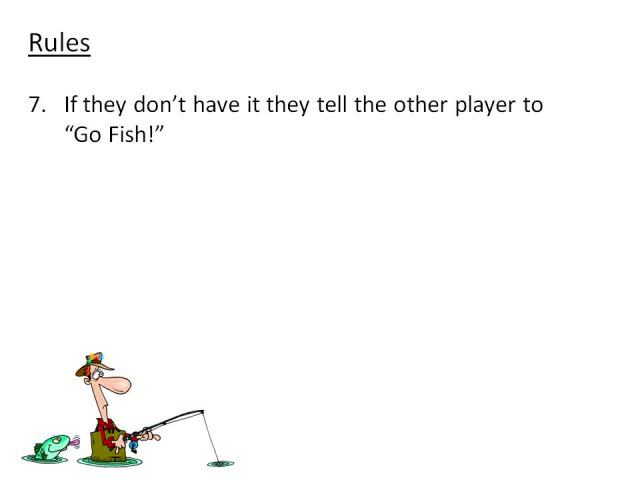 Rules
7. If they don’t have it they tell the other player to
“Go Fish!”